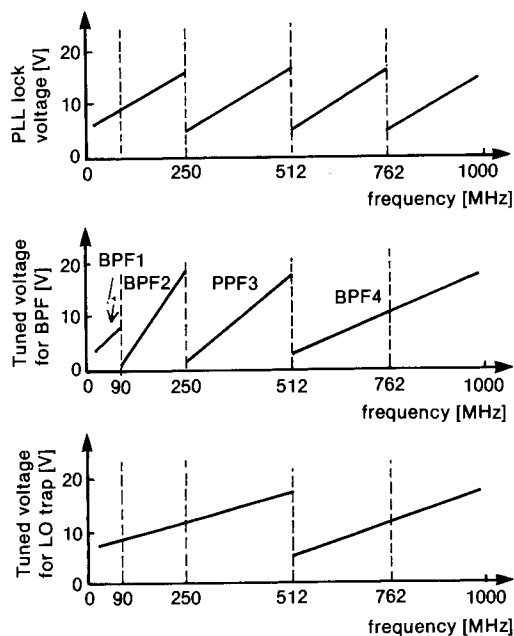 PLL lock
voltage [V]
20
10
0
0
250
512
762
1000
frequency [MHz]
Tuned voltage
for BPF [V]
20
10
0
BPF1
BPF2
PPF3
BPF4
0
90
250
512
762
1000
frequency [MHz]
Tuned voltage
for LO trap [V]
20
10
0
0
90
250
512
762
1000
frequency [MHz]